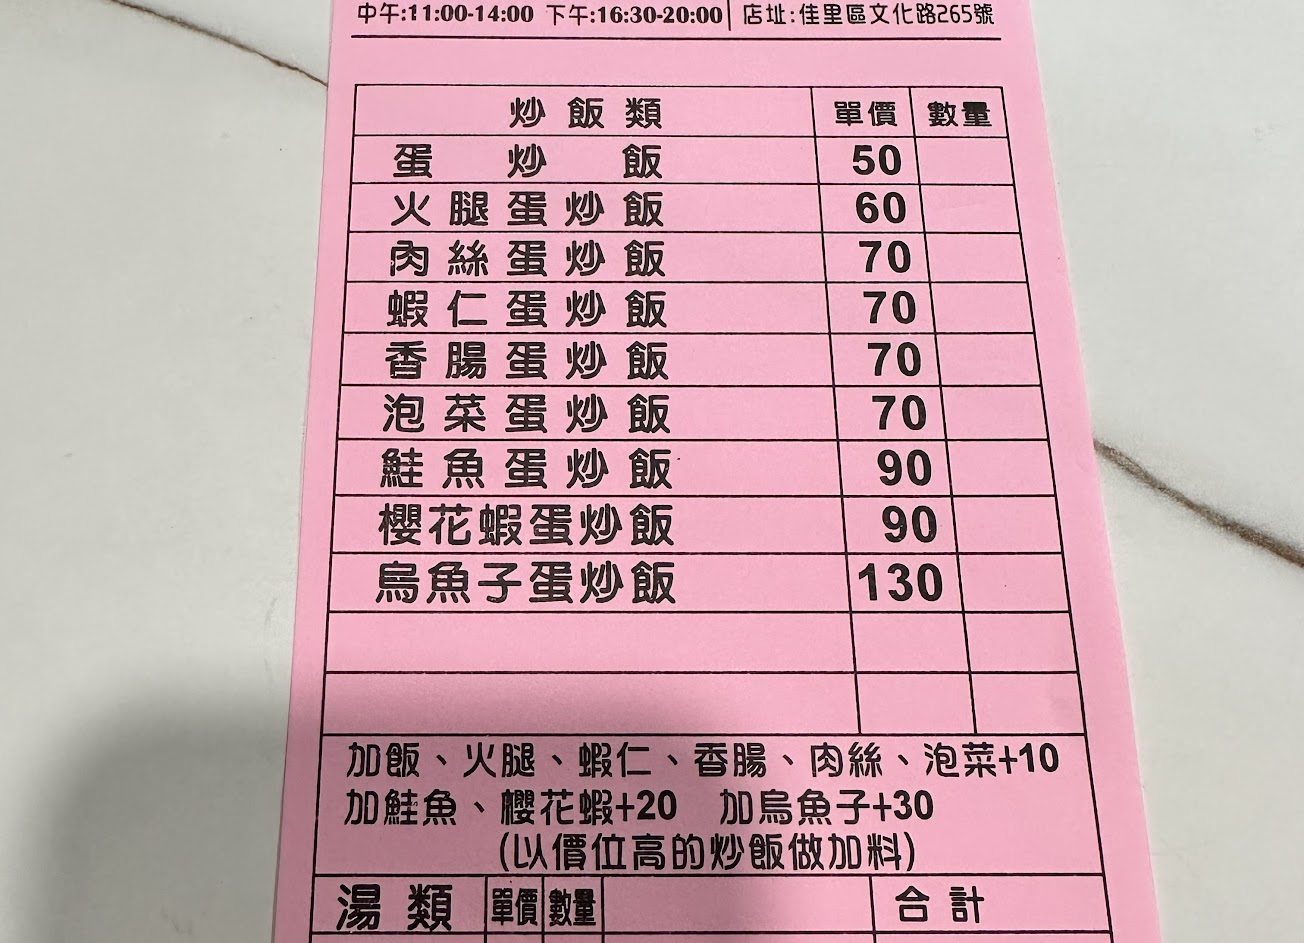 中午:11:00-14:00 下午:16:30-20:00 店址:佳里區文化路265號
炒飯類 單價 數量
蛋炒飯 50
火腿蛋炒飯 60
肉絲蛋炒飯 70
蝦仁蛋炒飯 70
香腸蛋炒飯 70
泡菜蛋炒飯 70
鮭魚蛋炒飯 90
櫻花蝦蛋炒飯 90
烏魚子蛋炒飯 130
加飯、火腿、蝦仁、香腸、肉絲、泡菜+10
加鮭魚、櫻花蝦+20 加烏魚子+30
(以價位高的炒飯做加料)
湯類 單價 數量 合計